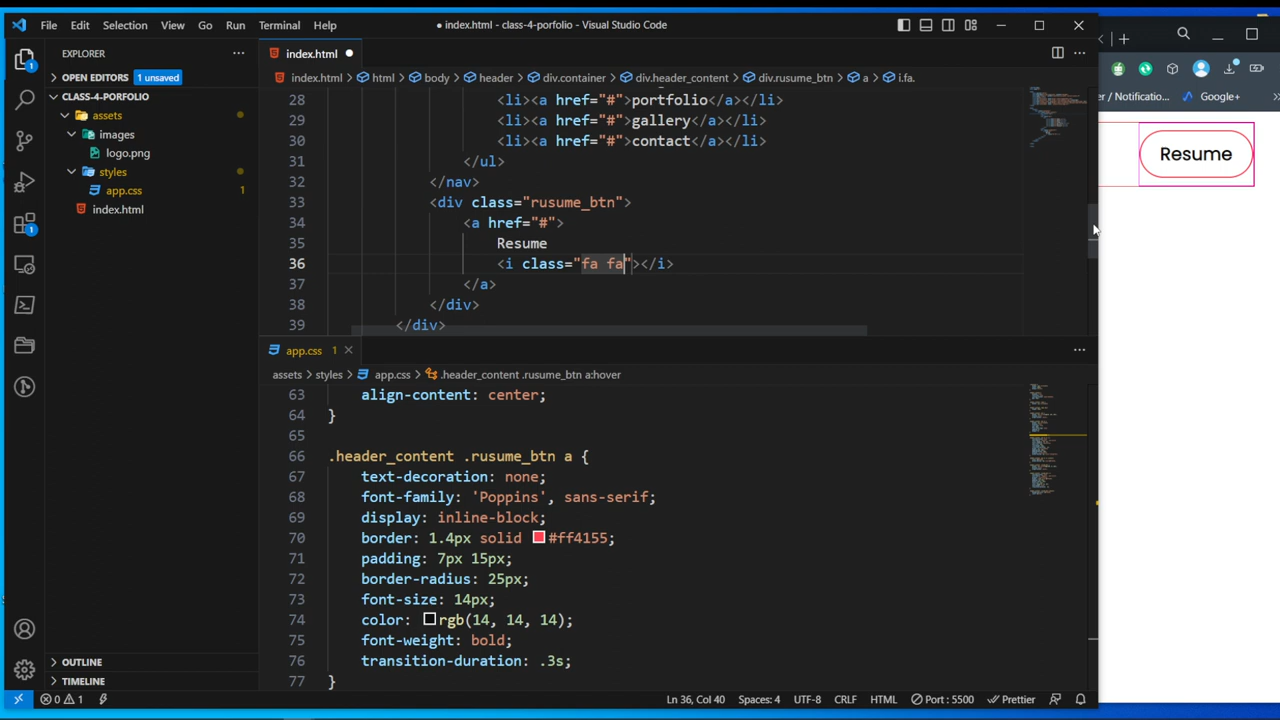 File Edit Selection View Go Run Terminal Help
● index.html - class-4-porfolio - Visual Studio Code
EXPLORER
OPEN EDITORS 1 unsaved
CLASS-4-PORFOLIO
assets
images
logo.png
styles
app.css 1
index.html
OUTLINE
TIMELINE
1
1
index.html ●
index.html > html > body > header > div.container > div.header_content > div.rusume_btn > a > i.fa.
28 <li><a href="#">portfolio</a></li>
29 <li><a href="#">gallery</a></li>
30 <li><a href="#">contact</a></li>
31 </ul>
32 </nav>
33 <div class="rusume_btn">
34 <a href="#">
35 Resume
36 <i class="fa fa"></i>
37 </a>
38 </div>
39 </div>
app.css 1
assets > styles > app.css > .header_content .rusume_btn a:hover
63 align-content: center;
64 }
65
66 .header_content .rusume_btn a {
67 text-decoration: none;
68 font-family: 'Poppins', sans-serif;
69 display: inline-block;
70 border: 1.4px solid #ff4155;
71 padding: 7px 15px;
72 border-radius: 25px;
73 font-size: 14px;
74 color: rgb(14, 14, 14);
75 font-weight: bold;
76 transition-duration: .3s;
77 }
0 1 Ln 36, Col 40 Spaces: 4 UTF-8 CRLF HTML Port : 5500 Prettier
/ Notificatio... Google+
Resume